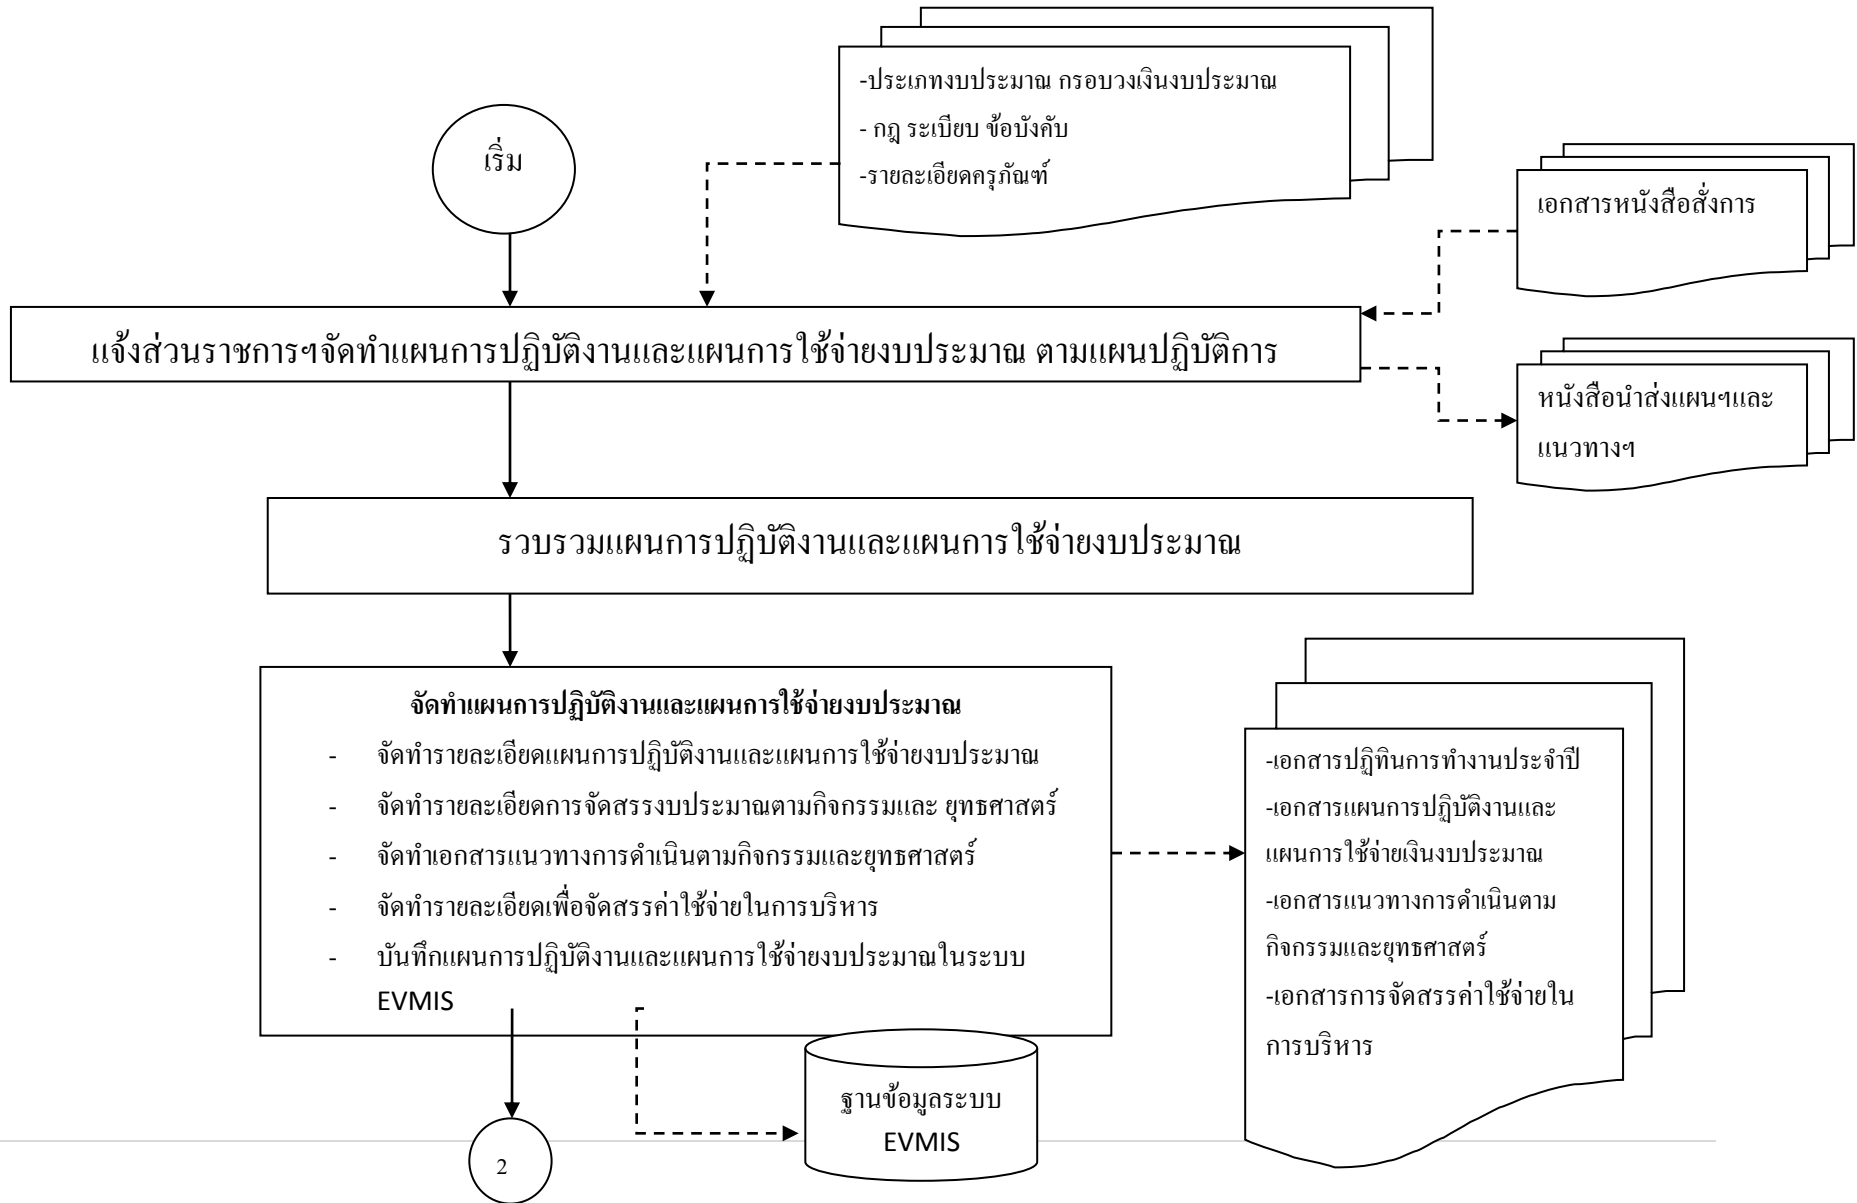 -ประเภทงบประมาณ กรอบวงเงินงบประมาณ
- กฎ ระเบียบ ข้อบังคับ
-รายละเอียดครุภัณฑ์
เริ่ม
เอกสารหนังสือสั่งการ
แจ้งส่วนราชการฯจัดทำแผนการปฏิบัติงานและแผนการใช้จ่ายงบประมาณ ตามแผนปฏิบัติการ
หนังสือนำส่งแผนฯและ
แนวทางฯ
รวบรวมแผนการปฏิบัติงานและแผนการใช้จ่ายงบประมาณ
จัดทำแผนการปฏิบัติงานและแผนการใช้จ่ายงบประมาณ
- จัดทำรายละเอียดแผนการปฏิบัติงานและแผนการใช้จ่ายงบประมาณ
- จัดทำรายละเอียดการจัดสรรงบประมาณตามกิจกรรมและ ยุทธศาสตร์
- จัดทำเอกสารแนวทางการดำเนินตามกิจกรรมและยุทธศาสตร์
- จัดทำรายละเอียดเพื่อจัดสรรค่าใช้จ่ายในการบริหาร
- บันทึกแผนการปฏิบัติงานและแผนการใช้จ่ายงบประมาณในระบบ
EVMIS
-เอกสารปฏิทินการทำงานประจำปี
-เอกสารแผนการปฏิบัติงานและ
แผนการใช้จ่ายเงินงบประมาณ
-เอกสารแนวทางการดำเนินตาม
กิจกรรมและยุทธศาสตร์
-เอกสารการจัดสรรค่าใช้จ่ายใน
การบริหาร
ฐานข้อมูลระบบ
EVMIS
2